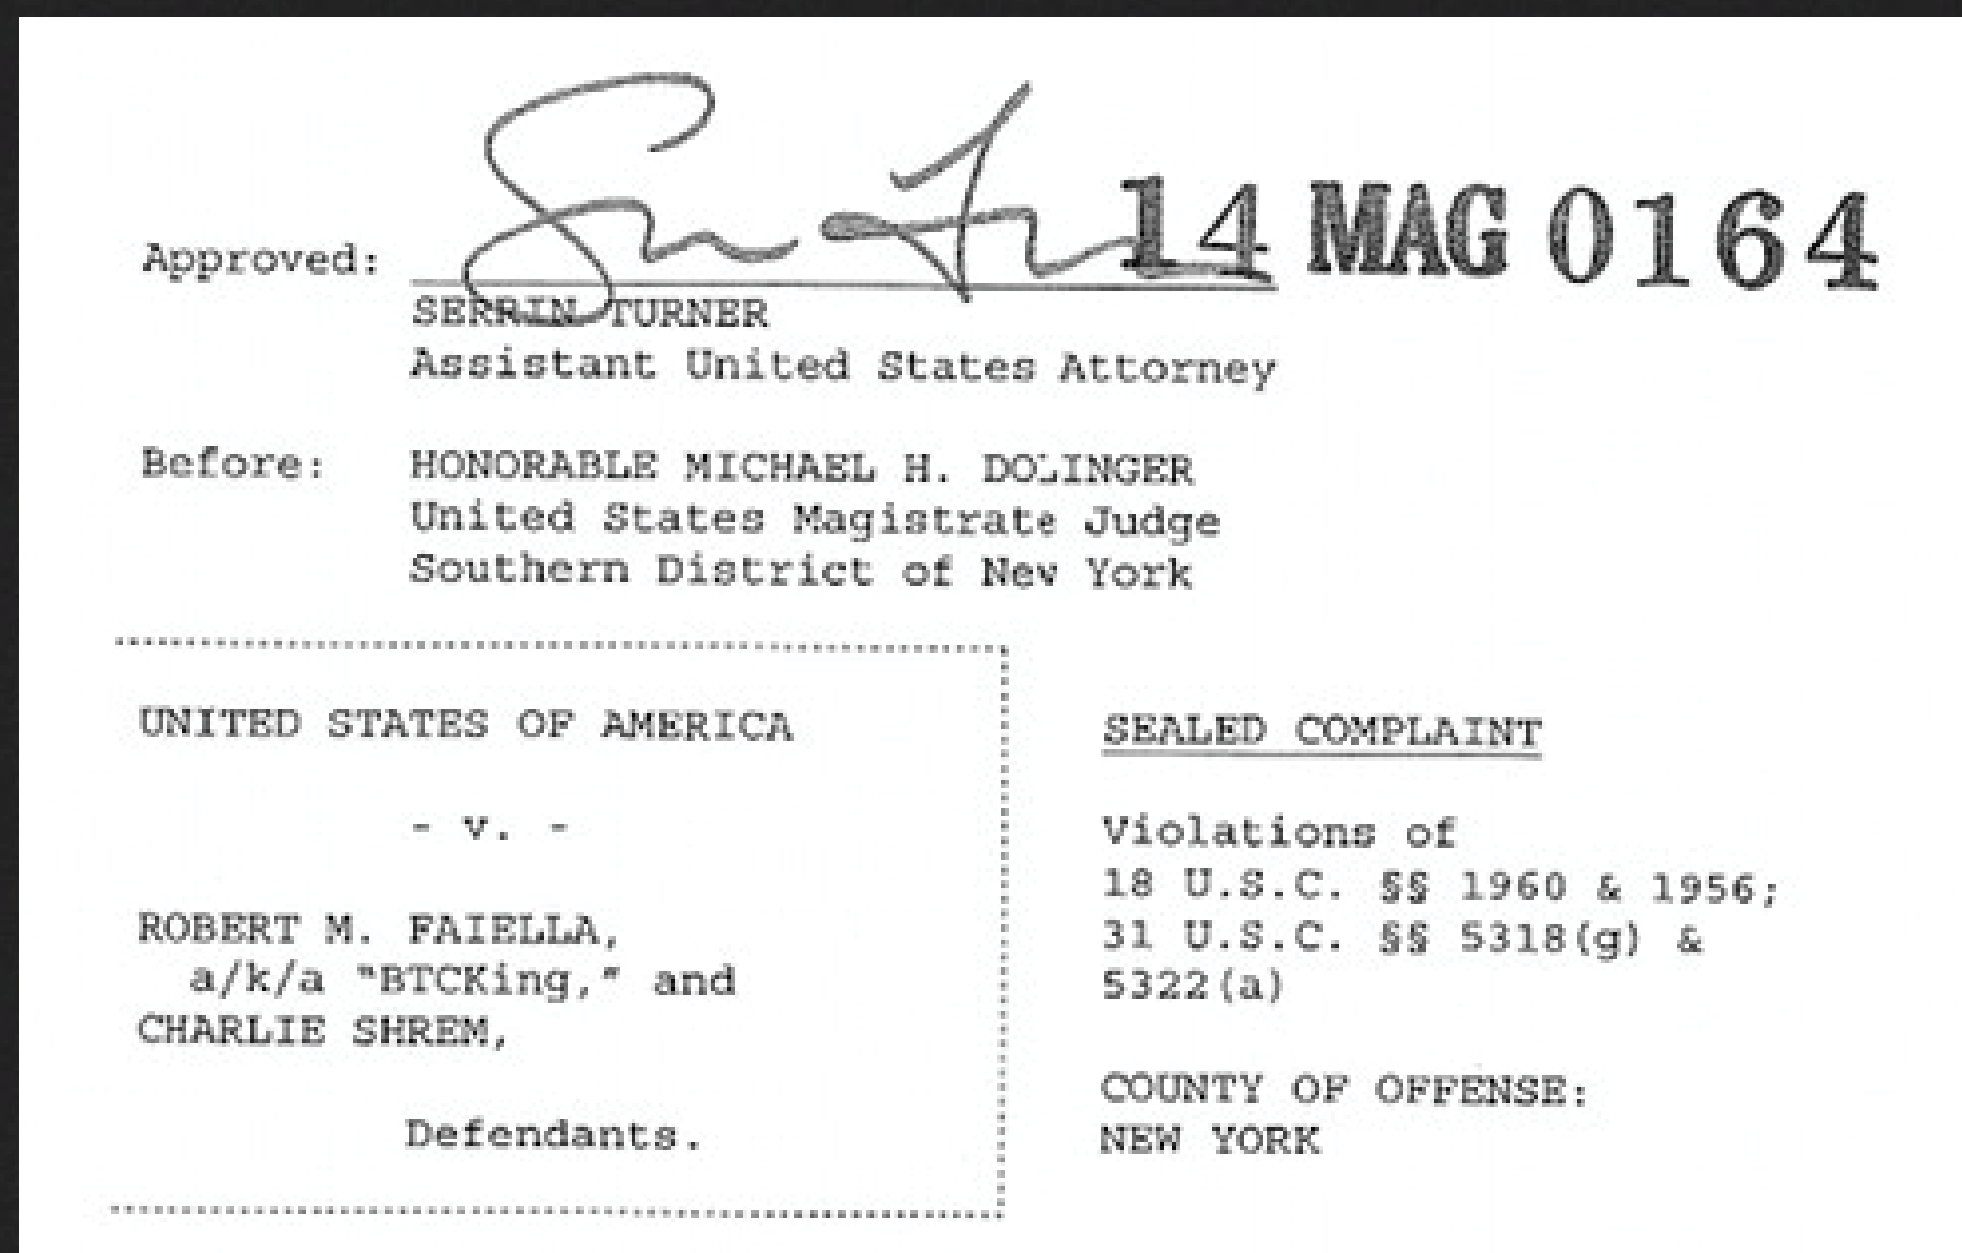 14 MAG 0164
Approved:
SERRIN TURNER
Assistant United States Attorney
Before: HONORABLE MICHAEL H. DOLINGER
United States Magistrate Judge
Southern District of New York
UNITED STATES OF AMERICA
- v. -
ROBERT M. FAIELLA,
a/k/a "BTCKing," and
CHARLIE SHREM,
Defendants.
SEALED COMPLAINT
Violations of
18 U.S.C. §§ 1960 & 1956;
31 U.S.C. §§ 5318(g) &
5322(a)
COUNTY OF OFFENSE:
NEW YORK